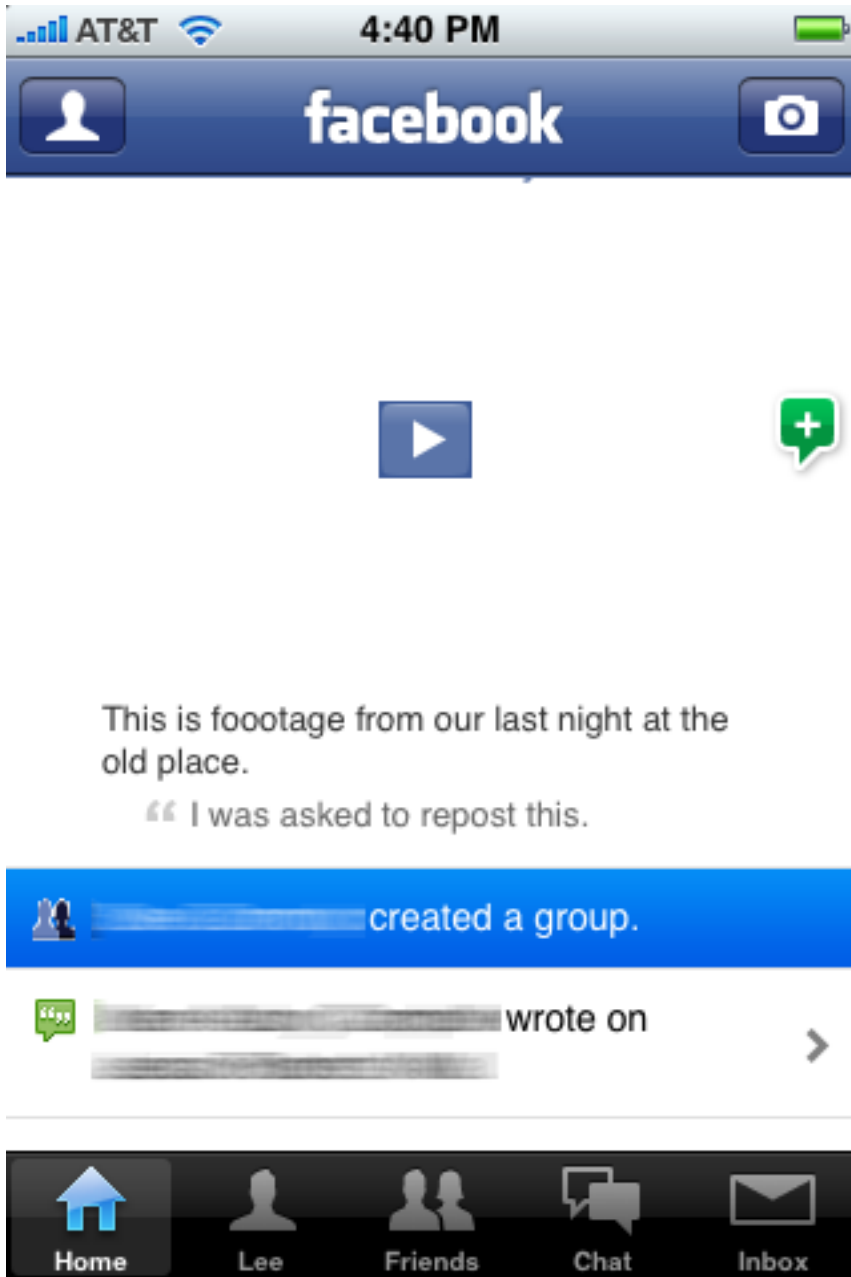 AT&T 4:40 PM
facebook
This is foootage from our last night at the
old place.
“ I was asked to repost this.
created a group.
wrote on
Home Lee Friends Chat Inbox